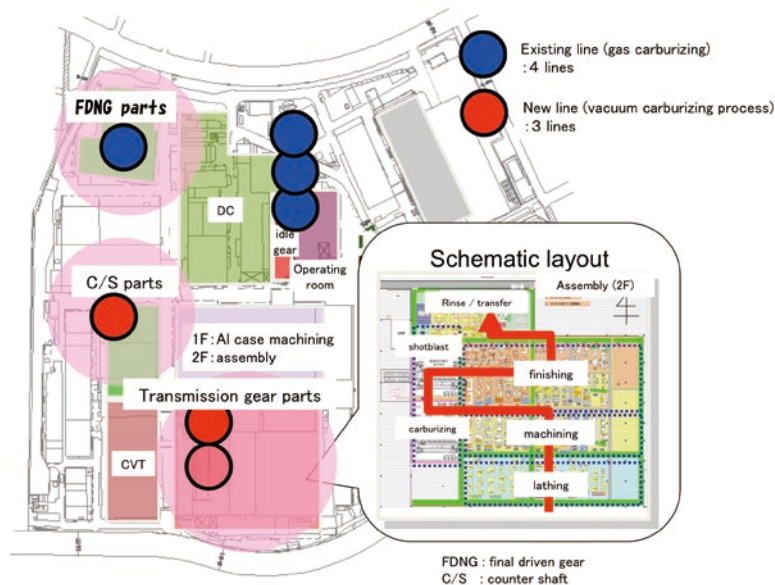 Existing line (gas carburizing)
: 4 lines
New line (vacuum carburizing process)
: 3 lines
FDNG parts
DC
idle
gear
Operating
room
C/S parts
1F: Al case machining
2F: assembly
Transmission gear parts
CVT
Schematic layout
Assembly (2F)
Rinse / transfer
shotblast
finishing
carburizing
machining
lathing
FDNG : final driven gear
C/S : counter shaft